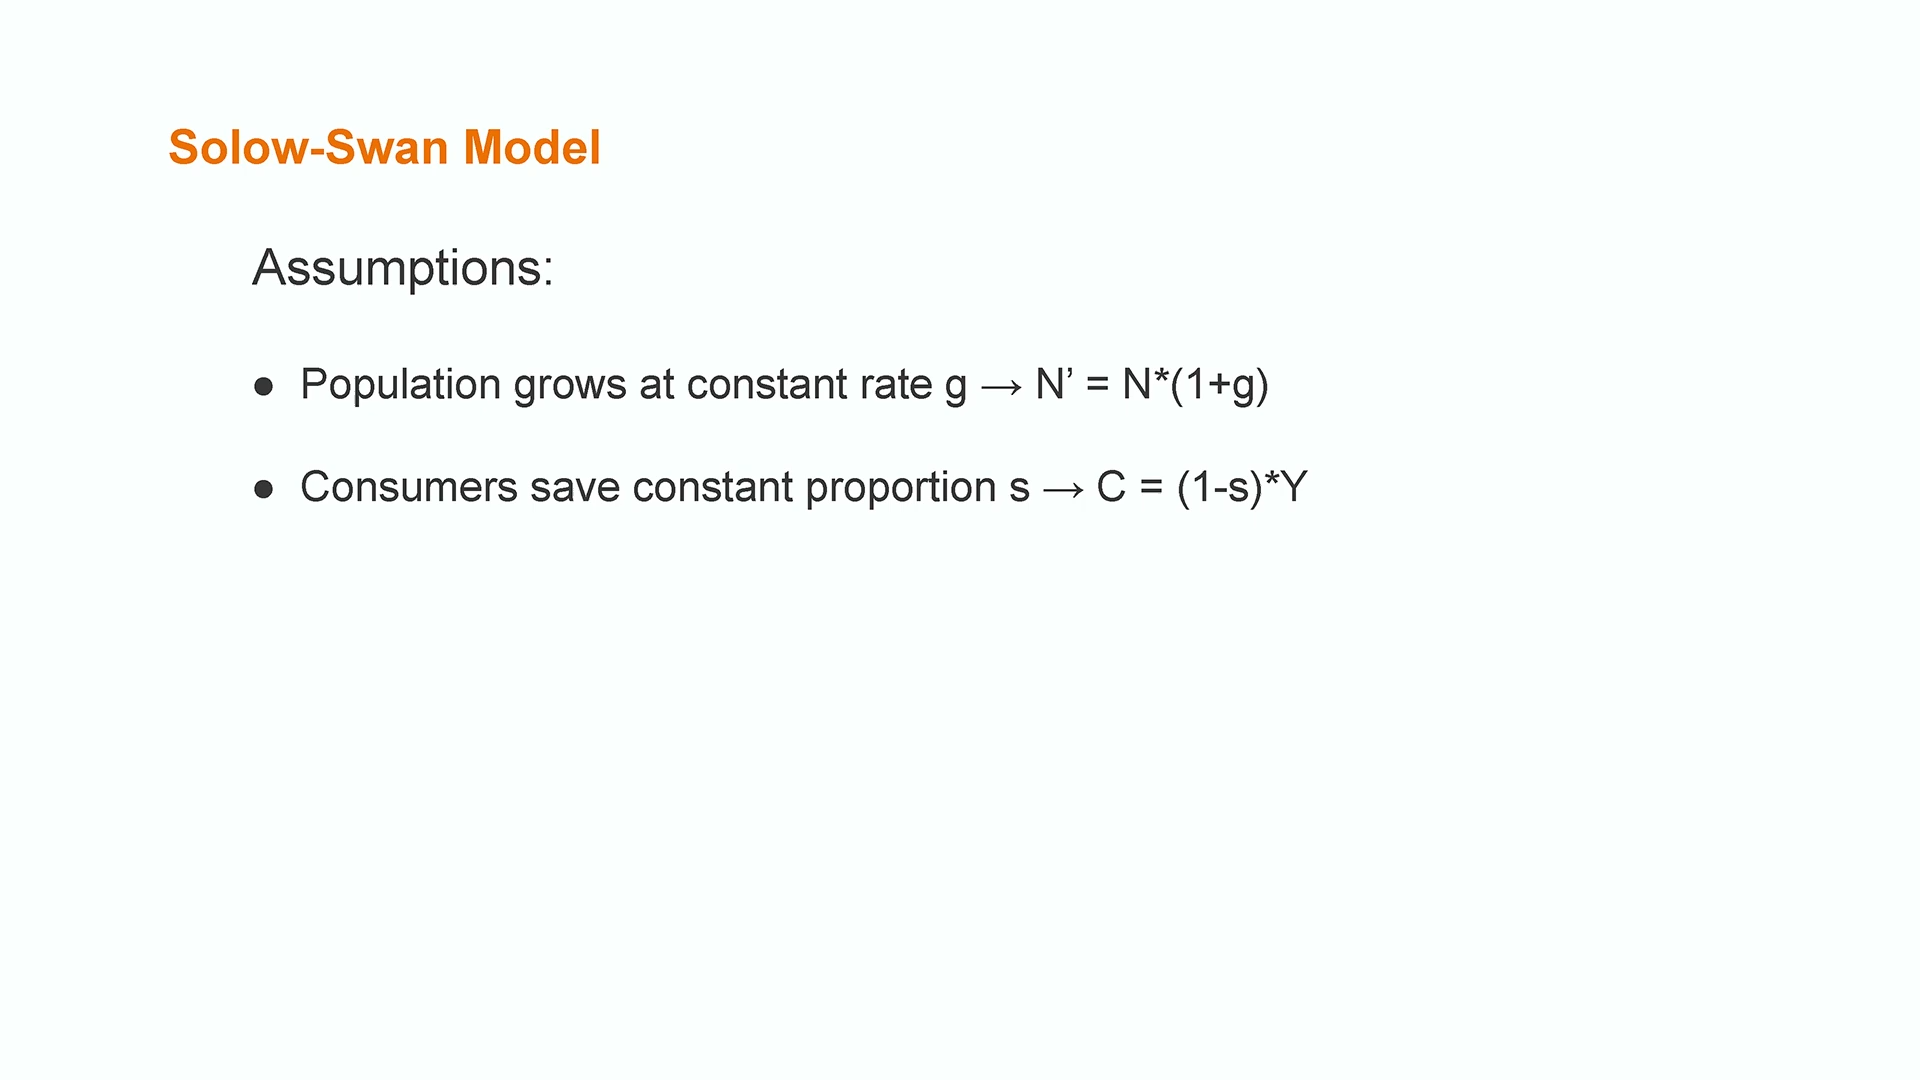 Solow-Swan Model
Assumptions:
● Population grows at constant rate g → N’ = N*(1+g)
● Consumers save constant proportion s → C = (1-s)*Y